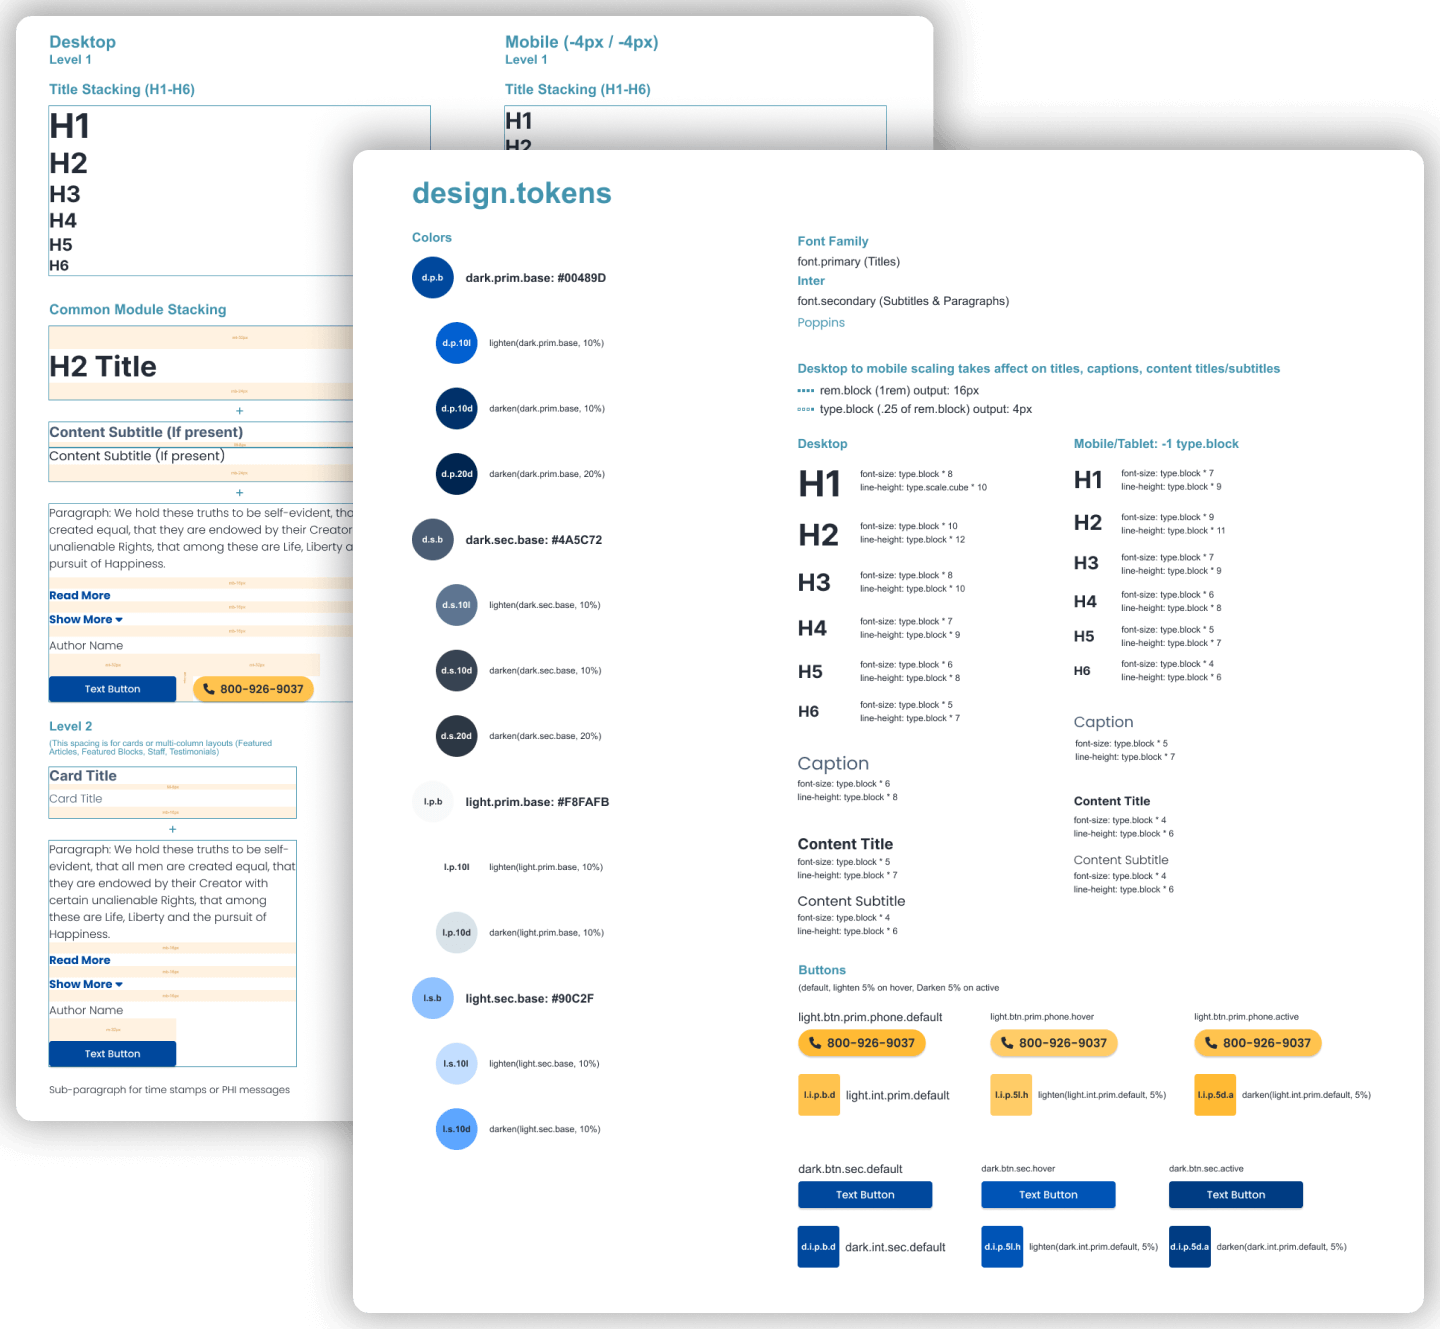 Desktop
Level 1
Title Stacking (H1-H6)
H1
H2
H3
H4
H5
H6
Common Module Stacking
H2 Title
+
Content Subtitle (If present)
Content Subtitle (If present)
+
Paragraph: We hold these truths to be self-evident, tha
created equal, that they are endowed by their Creator
unalienable Rights, that among these are Life, Liberty a
pursuit of Happiness.
Read More
Show More
Author Name
Text Button
800-926-9037
Level 2
(This spacing is for cards or multi-column layouts (Featured
Articles, Featured Blocks, Staff, Testimonials)
Card Title
Card Title
+
Paragraph: We hold these truths to be self-
evident, that all men are created equal, that
they are endowed by their Creator with
certain unalienable Rights, that among
these are Life, Liberty and the pursuit of
Happiness.
Read More
Show More
Author Name
Text Button
Sub-paragraph for time stamps or PHI messages
Mobile (-4px / -4px)
Level 1
Title Stacking (H1-H6)
H1
H2
design.tokens
Colors
d.p.b
dark.prim.base: #00489D
d.p.10l
lighten(dark.prim.base, 10%)
d.p.10d
darken(dark.prim.base, 10%)
d.p.20d
darken(dark.prim.base, 20%)
d.s.b
dark.sec.base: #4A5C72
d.s.10l
lighten(dark.sec.base, 10%)
d.s.10d
darken(dark.sec.base, 10%)
d.s.20d
darken(dark.sec.base, 20%)
l.p.b
light.prim.base: #F8FAFB
l.p.10l
lighten(light.prim.base, 10%)
l.p.10d
darken(light.prim.base, 10%)
l.s.b
light.sec.base: #90C2F
l.s.10l
lighten(light.sec.base, 10%)
l.s.10d
darken(light.sec.base, 10%)
Font Family
font.primary (Titles)
Inter
font.secondary (Subtitles & Paragraphs)
Poppins
Desktop to mobile scaling takes affect on titles, captions, content titles/subtitles
rem.block (1rem) output: 16px
type.block (.25 of rem.block) output: 4px
Desktop
H1
font-size: type.block * 8
line-height: type.scale.cube * 10
H2
font-size: type.block * 10
line-height: type.block * 12
H3
font-size: type.block * 8
line-height: type.block * 10
H4
font-size: type.block * 7
line-height: type.block * 9
H5
font-size: type.block * 6
line-height: type.block * 8
H6
font-size: type.block * 5
line-height: type.block * 7
Caption
font-size: type.block * 6
line-height: type.block * 8
Content Title
font-size: type.block * 5
line-height: type.block * 7
Content Subtitle
font-size: type.block * 4
line-height: type.block * 6
Mobile/Tablet: -1 type.block
H1
font-size: type.block * 7
line-height: type.block * 9
H2
font-size: type.block * 9
line-height: type.block * 11
H3
font-size: type.block * 7
line-height: type.block * 9
H4
font-size: type.block * 6
line-height: type.block * 8
H5
font-size: type.block * 5
line-height: type.block * 7
H6
font-size: type.block * 4
line-height: type.block * 6
Caption
font-size: type.block * 5
line-height: type.block * 7
Content Title
font-size: type.block * 4
line-height: type.block * 6
Content Subtitle
font-size: type.block * 4
line-height: type.block * 6
Buttons
(default, lighten 5% on hover, Darken 5% on active
light.btn.prim.phone.default
light.btn.prim.phone.hover
light.btn.prim.phone.active
800-926-9037
800-926-9037
800-926-9037
l.i.p.b.d
light.int.prim.default
l.i.p.5l.h
lighten(light.int.prim.default, 5%)
l.i.p.5d.a
darken(light.int.prim.default, 5%)
dark.btn.sec.default
dark.btn.sec.hover
dark.btn.sec.active
Text Button
Text Button
Text Button
d.i.p.b.d
dark.int.sec.default
d.i.p.5l.h
lighten(dark.int.prim.default, 5%)
d.i.p.5d.a
darken(dark.int.prim.default, 5%)